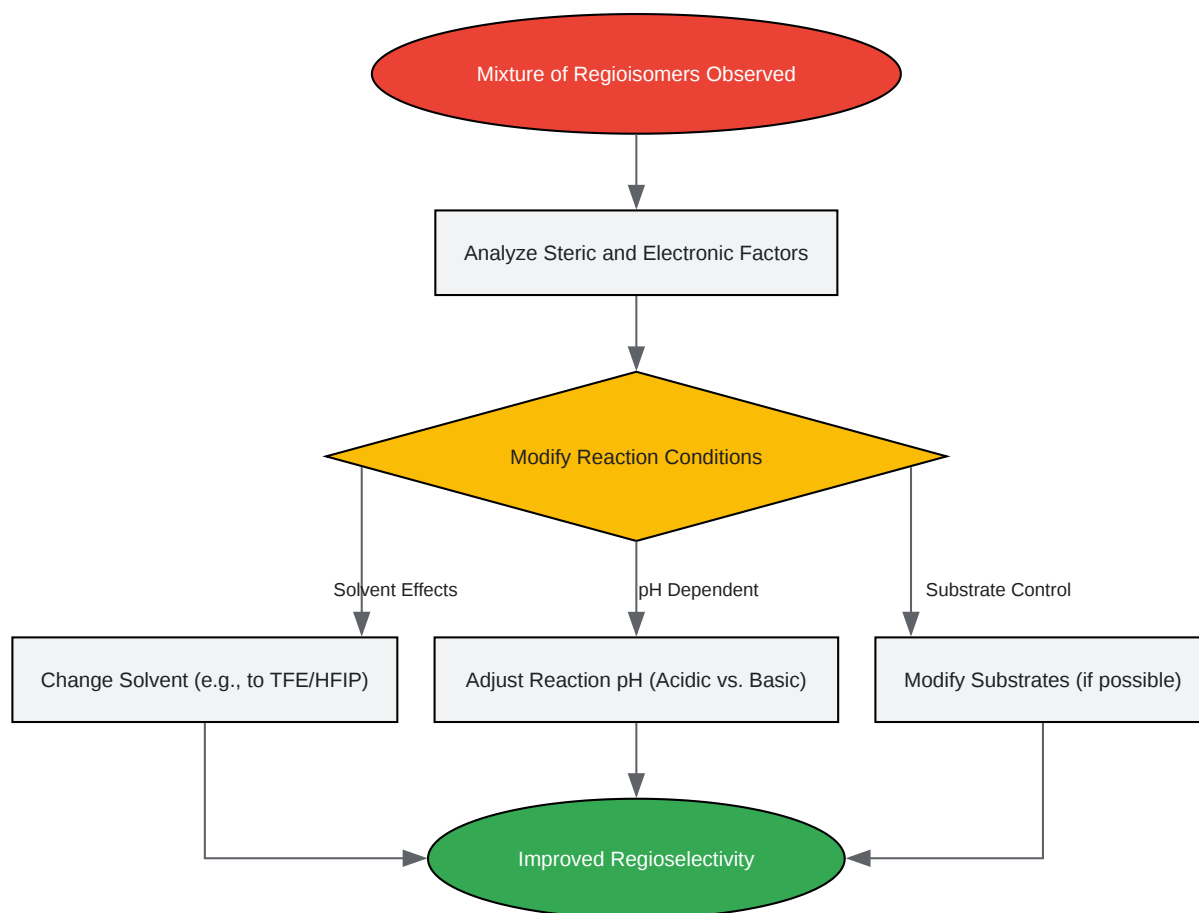 Mixture of Regioisomers Observed
Analyze Steric and Electronic Factors
Modify Reaction Conditions
Solvent Effects
pH Dependent
Substrate Control
Change Solvent (e.g., to TFE/HFIP)
Adjust Reaction pH (Acidic vs. Basic)
Modify Substrates (if possible)
Improved Regioselectivity